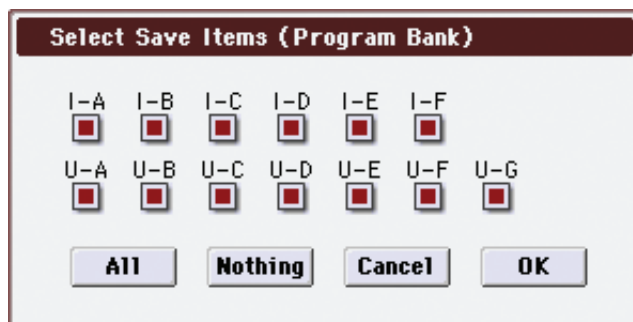 Select Save Items (Program Bank)
I-A I-B I-C I-D I-E I-F
U-A U-B U-C U-D U-E U-F U-G
All Nothing Cancel OK